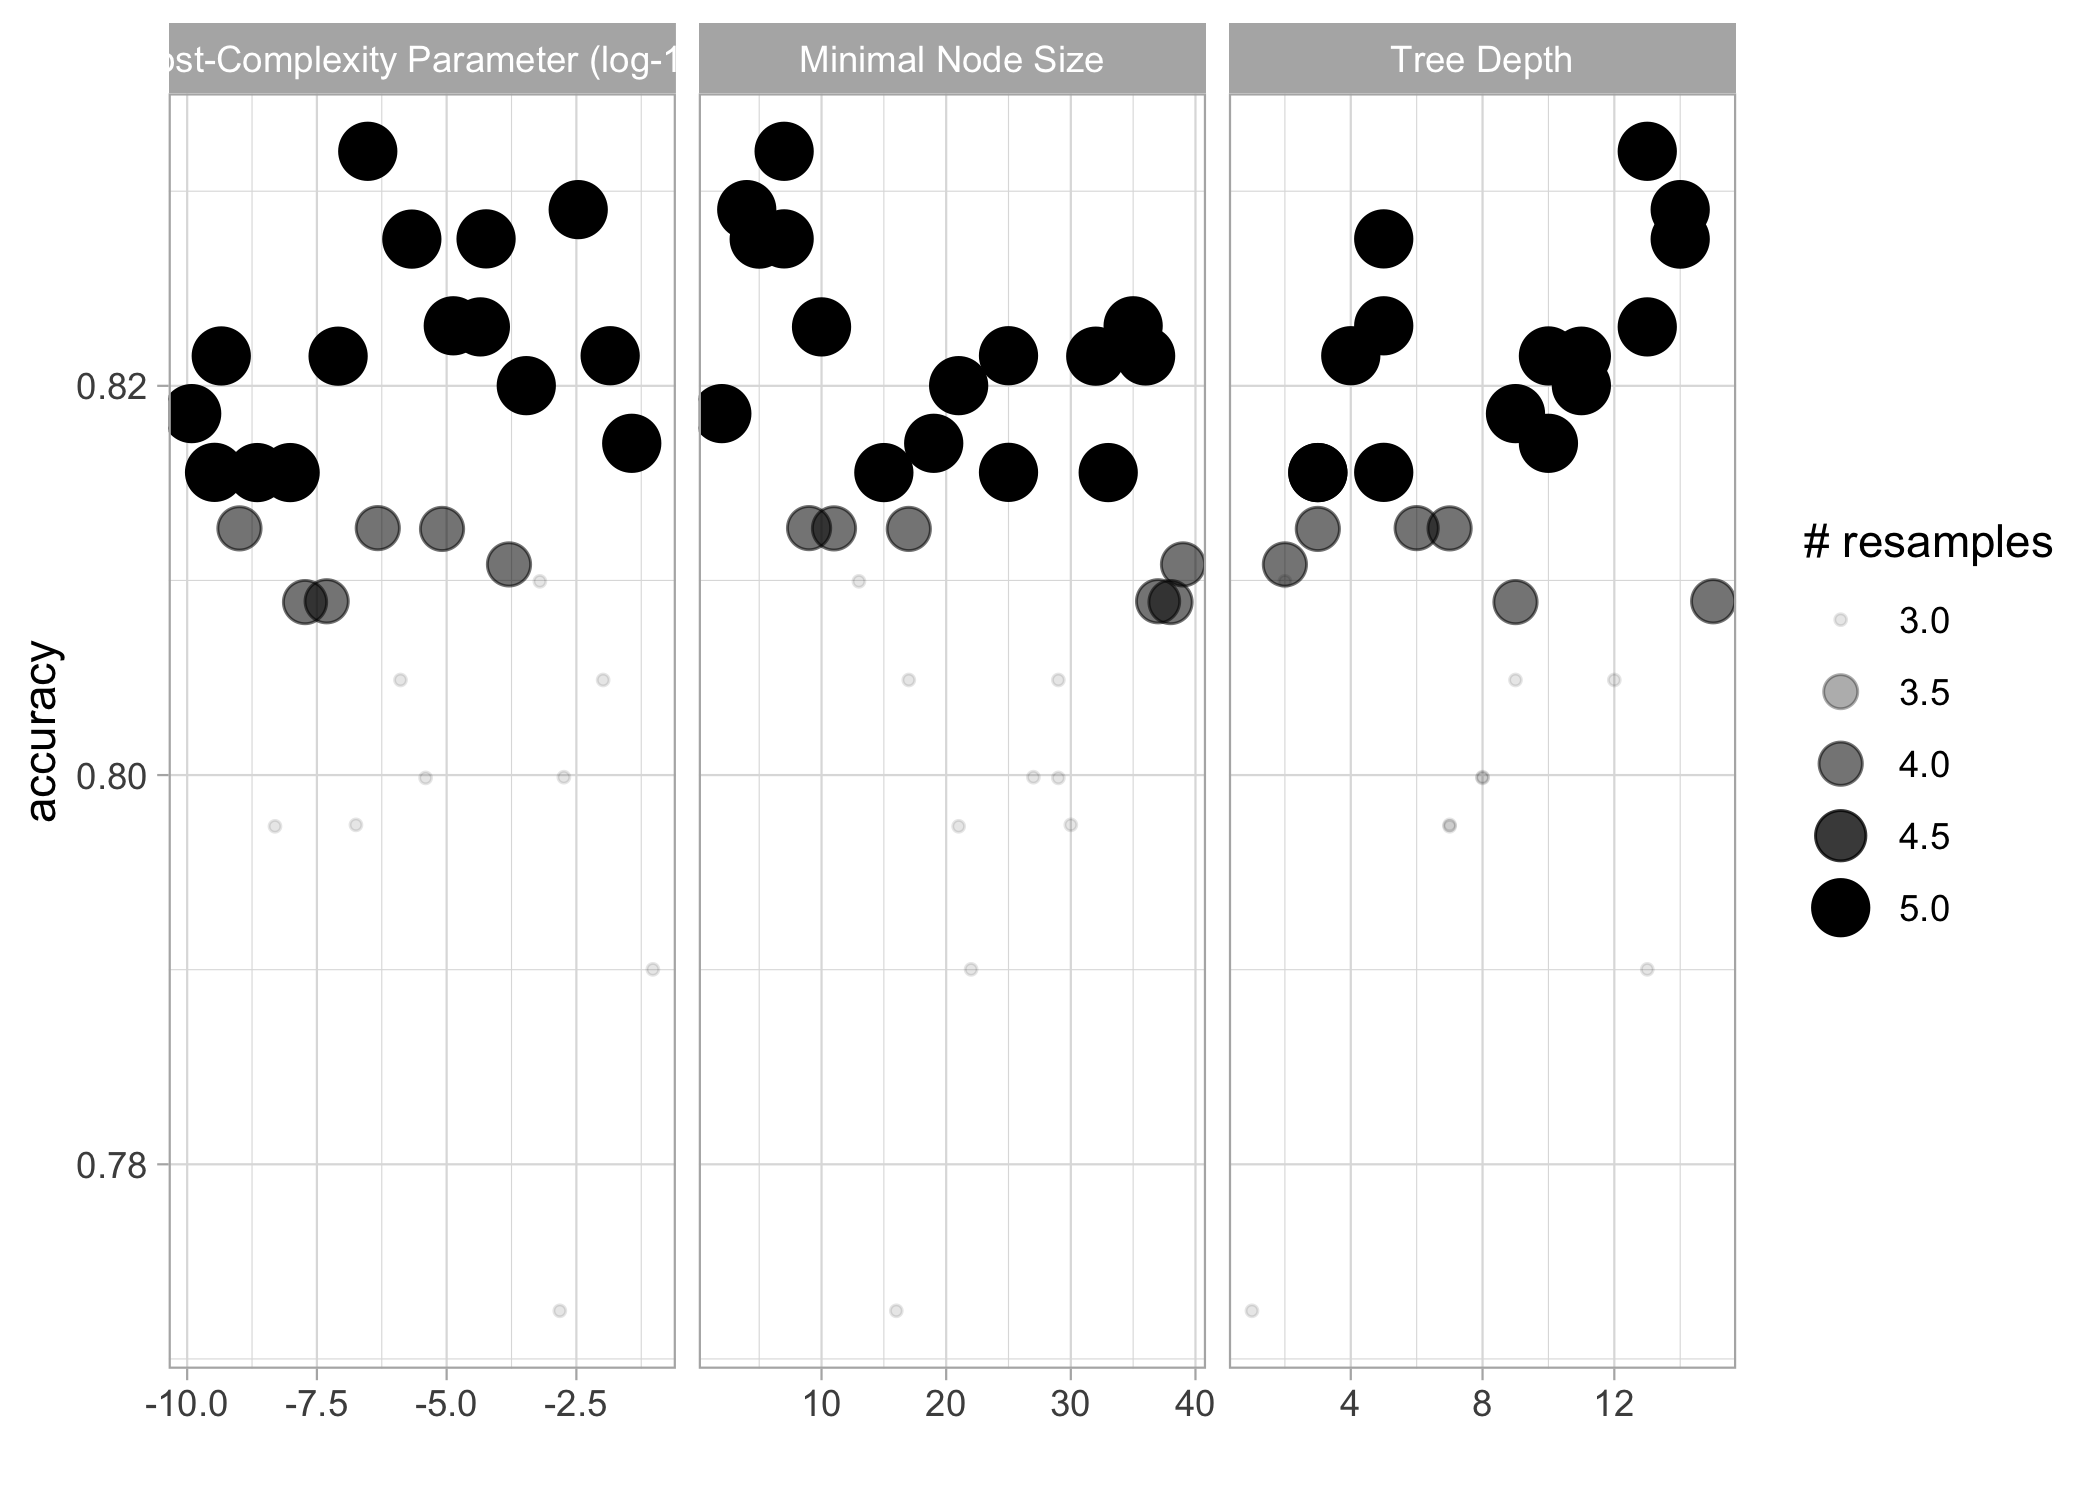 ost-Complexity Parameter (log-1
Minimal Node Size
Tree Depth
accuracy
0.82
0.80
0.78
-10.0 -7.5 -5.0 -2.5
10 20 30 40
4 8 12
# resamples
3.0
3.5
4.0
4.5
5.0